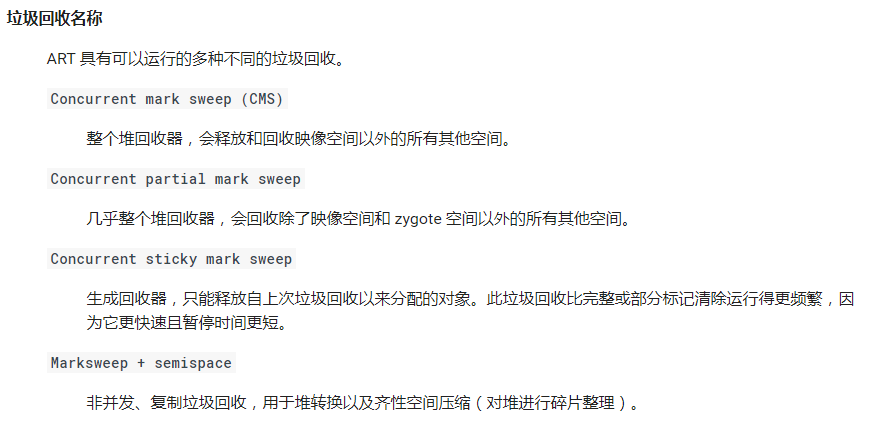 垃圾回收名称
ART 具有可以运行的多种不同的垃圾回收。
Concurrent mark sweep (CMS)
整个堆回收器，会释放和回收映像空间以外的所有其他空间。
Concurrent partial mark sweep
几乎整个堆回收器，会回收除了映像空间和 zygote 空间以外的所有其他空间。
Concurrent sticky mark sweep
生成回收器，只能释放自上次垃圾回收以来分配的对象。此垃圾回收比完整或部分标记清除运行得更频繁，因
为它更快速且暂停时间更短。
Marksweep + semispace
非并发、复制垃圾回收，用于堆转换以及齐性空间压缩（对堆进行碎片整理）。